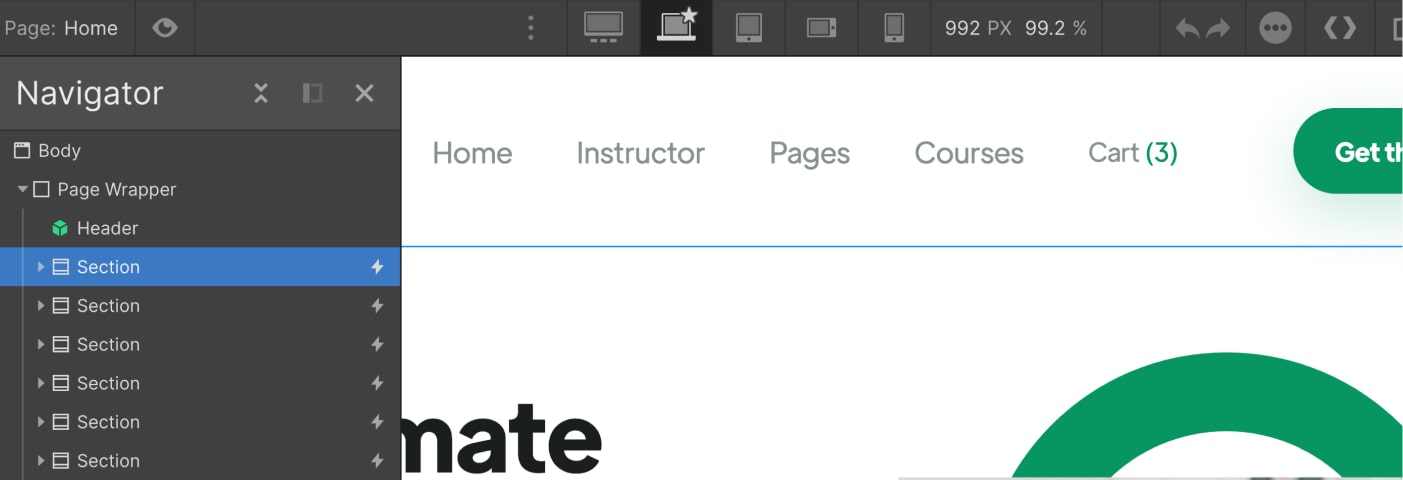 Page: Home
992 PX 99.2 %
Navigator
Body
Page Wrapper
Header
Section
Section
Section
Section
Section
Section
Home Instructor Pages Courses Cart (3)
Get
mate